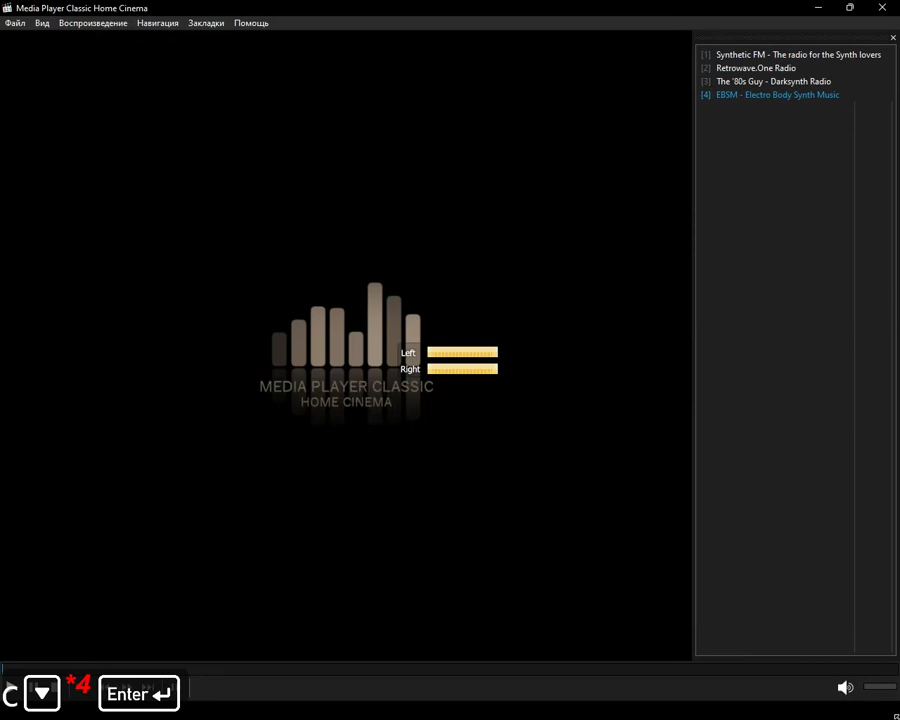 Media Player Classic Home Cinema
Файл Вид Воспроизведение Навигация Закладки Помощь
[1] Synthetic FM - The radio for the Synth lovers
[2] Retrowave.One Radio
[3] The '80s Guy - Darksynth Radio
[4] EBSM - Electro Body Synth Music
Left
Right
MEDIA PLAYER CLASSIC
HOME CINEMA
С *4 Enter